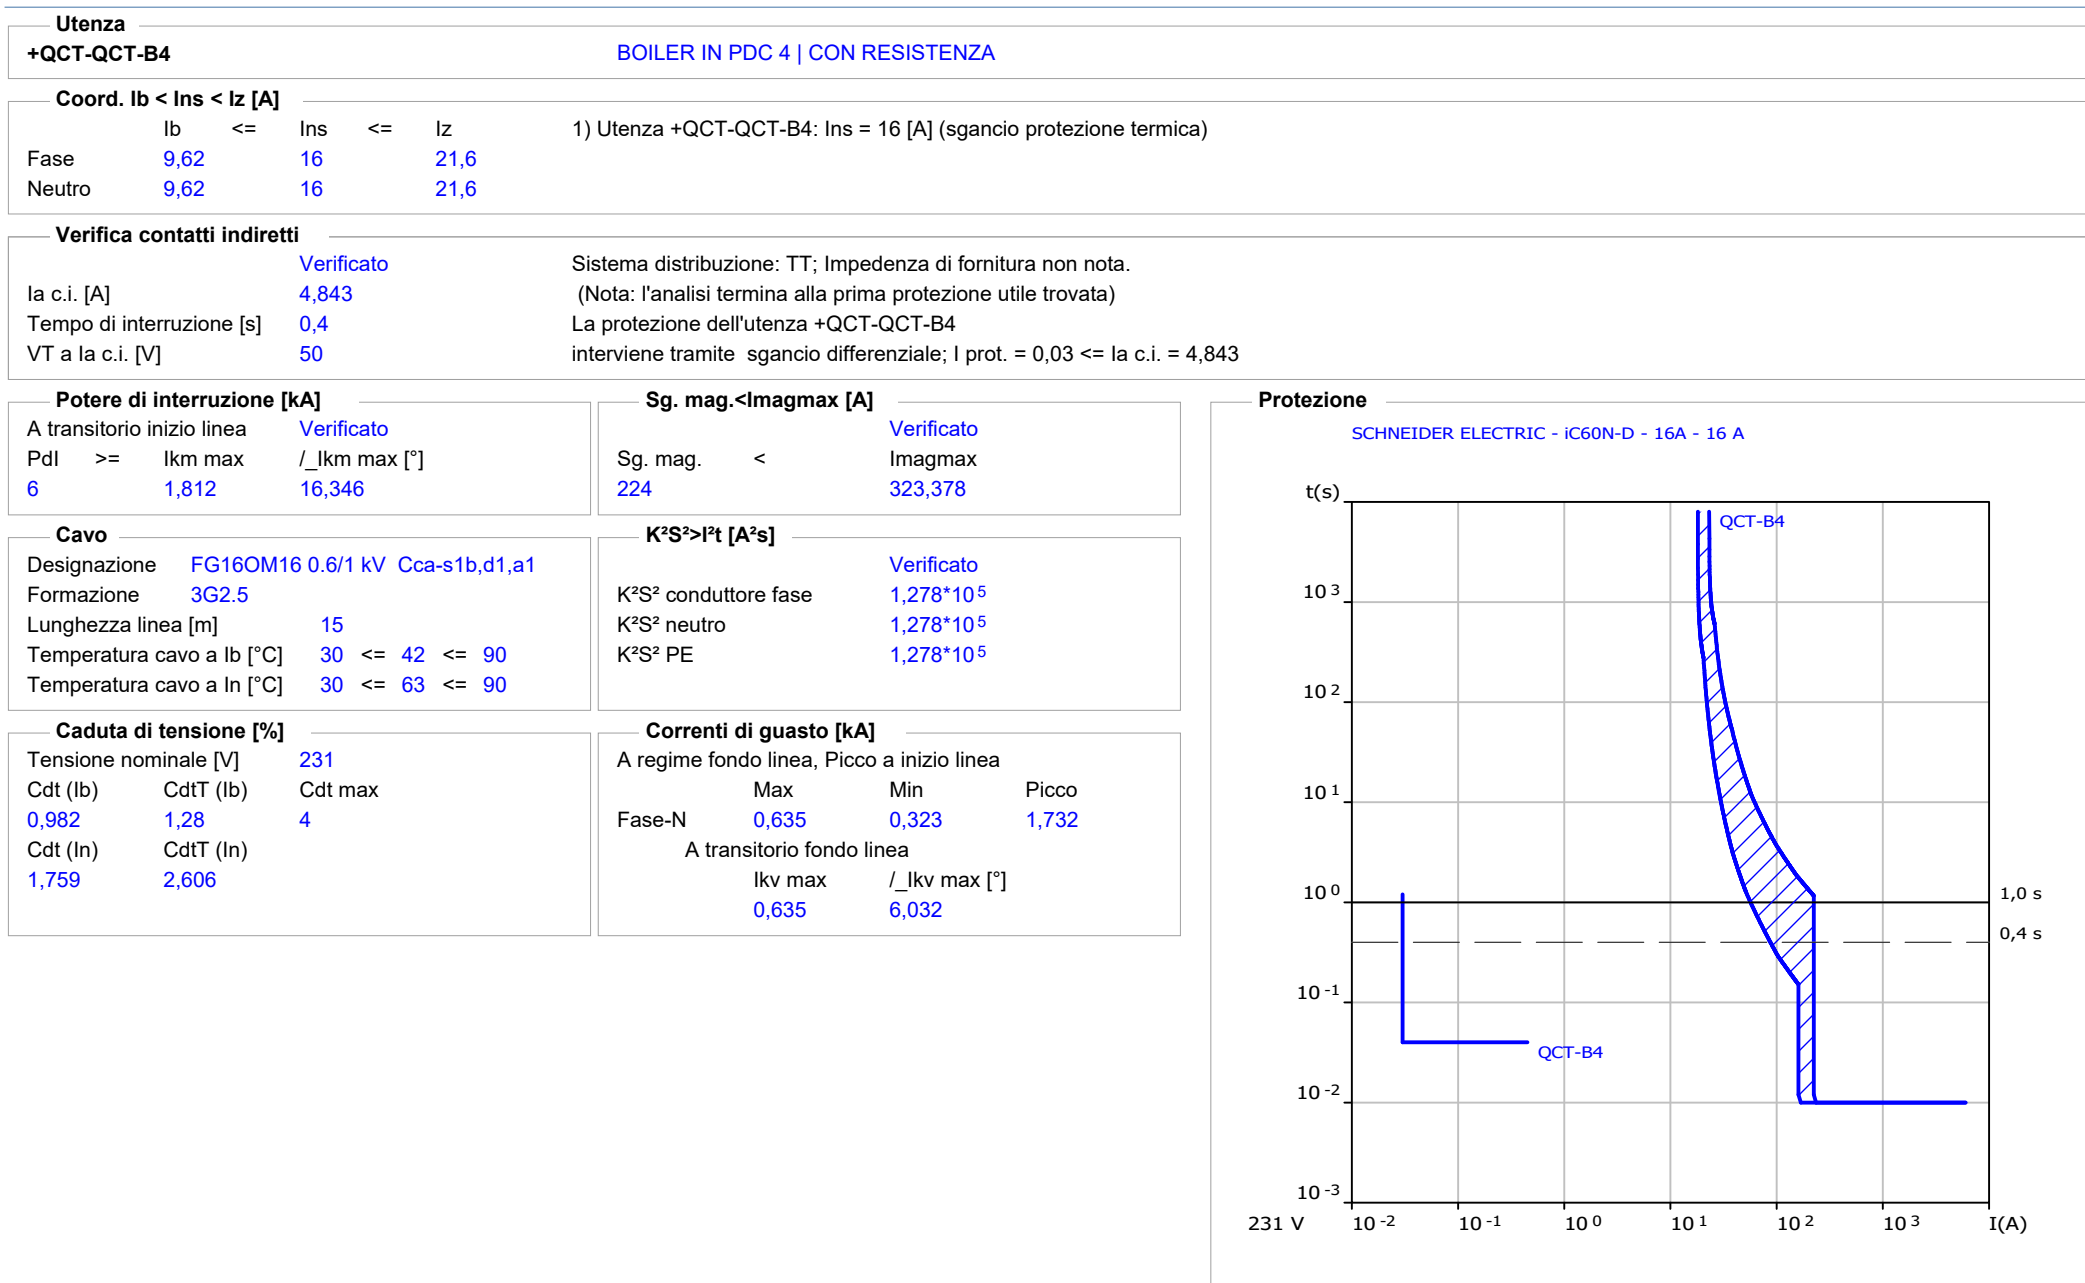 Utenza
+QCT-QCT-B4 BOILER IN PDC 4 | CON RESISTENZA
Coord. Ib < Ins < Iz [A]
Ib <= Ins <= Iz 1) Utenza +QCT-QCT-B4: Ins = 16 [A] (sgancio protezione termica)
Fase 9,62 16 21,6
Neutro 9,62 16 21,6
Verifica contatti indiretti
Verificato Sistema distribuzione: TT; Impedenza di fornitura non nota.
Ia c.i. [A] 4,843 (Nota: l'analisi termina alla prima protezione utile trovata)
Tempo di interruzione [s] 0,4 La protezione dell'utenza +QCT-QCT-B4
VT a Ia c.i. [V] 50 interviene tramite sgancio differenziale; I prot. = 0,03 <= Ia c.i. = 4,843
Potere di interruzione [kA]
A transitorio inizio linea Verificato
PdI >= Ikm max /_Ikm max [°]
6 1,812 16,346
Sg. mag.<Imagmax [A]
Verificato
Sg. mag. < Imagmax
224 323,378
Cavo
Designazione FG16OM16 0.6/1 kV Cca-s1b,d1,a1
Formazione 3G2.5
Lunghezza linea [m] 15
Temperatura cavo a Ib [°C] 30 <= 42 <= 90
Temperatura cavo a In [°C] 30 <= 63 <= 90
K²S²>I²t [A²s]
Verificato
K²S² conduttore fase 1,278*10⁵
K²S² neutro 1,278*10⁵
K²S² PE 1,278*10⁵
Caduta di tensione [%]
Tensione nominale [V] 231
Cdt (Ib) CdtT (Ib) Cdt max
0,982 1,28 4
Cdt (In) CdtT (In)
1,759 2,606
Correnti di guasto [kA]
A regime fondo linea, Picco a inizio linea
Max Min Picco
Fase-N 0,635 0,323 1,732
A transitorio fondo linea
Ikv max /_Ikv max [°]
0,635 6,032
Protezione
SCHNEIDER ELECTRIC - iC60N-D - 16A - 16 A
t(s)
QCT-B4
10³
10²
10¹
10⁰
1,0 s
0,4 s
10⁻¹
QCT-B4
10⁻²
10⁻³
231 V 10⁻² 10⁻¹ 10⁰ 10¹ 10² 10³ I(A)